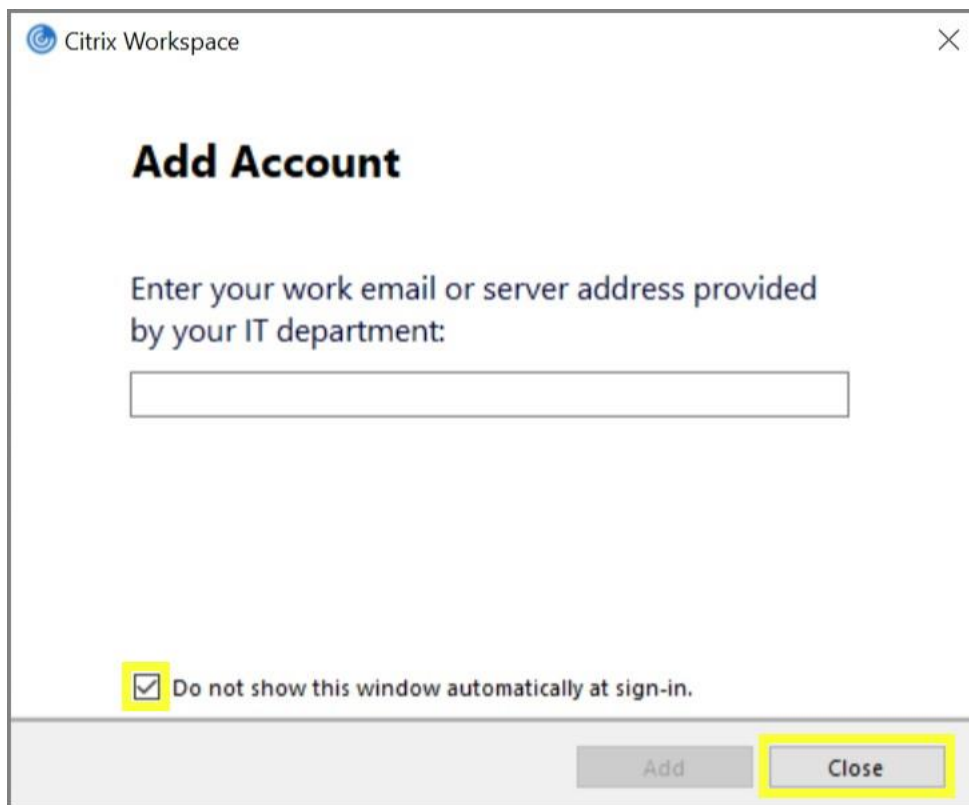 Citrix Workspace
Add Account
Enter your work email or server address provided
by your IT department:
Do not show this window automatically at sign-in.
Add
Close